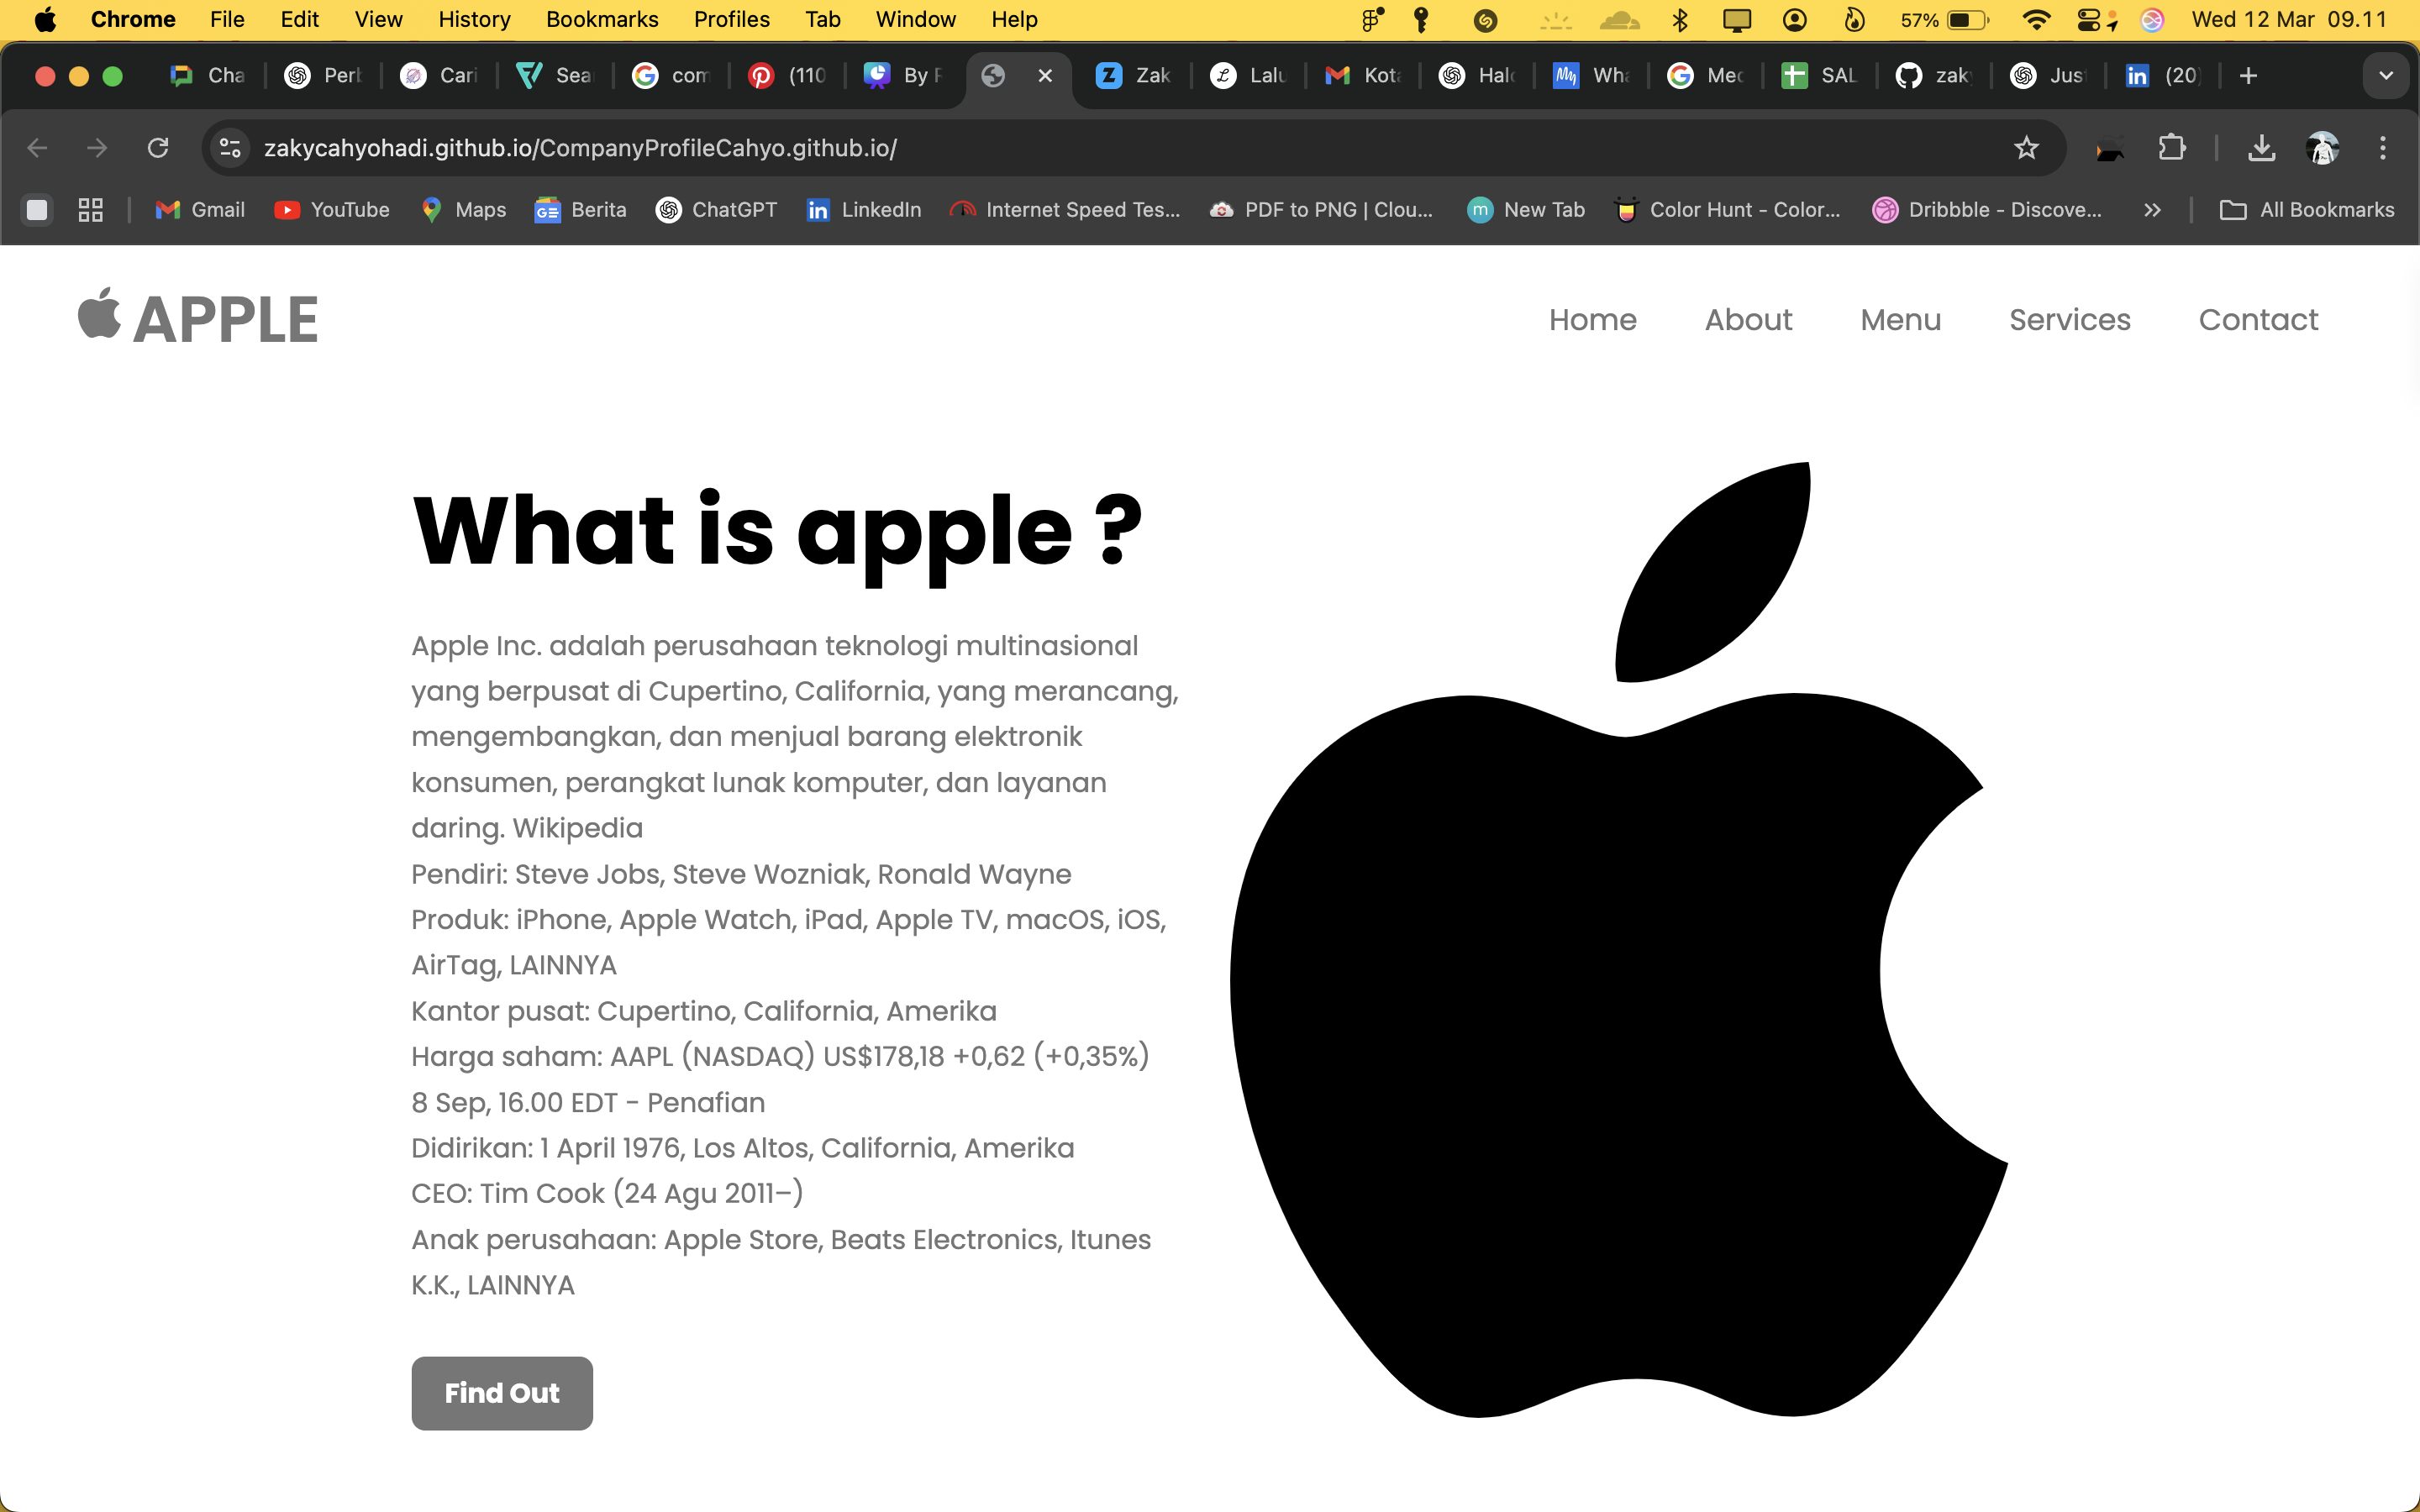 Chrome File Edit View History Bookmarks Profiles Tab Window Help 57% Wed 12 Mar 09.11
Cha Perb Cari Sea com (110 By R Zak Lalu Kota Halo Wha Med SAL zaky Jus (20)
zakycahyohadi.github.io/CompanyProfileCahyo.github.io/
Gmail YouTube Maps Berita ChatGPT LinkedIn Internet Speed Tes... PDF to PNG | Clou... New Tab Color Hunt - Color... Dribbble - Discove... All Bookmarks
APPLE Home About Menu Services Contact
What is apple ?
Apple Inc. adalah perusahaan teknologi multinasional
yang berpusat di Cupertino, California, yang merancang,
mengembangkan, dan menjual barang elektronik
konsumen, perangkat lunak komputer, dan layanan
daring. Wikipedia
Pendiri: Steve Jobs, Steve Wozniak, Ronald Wayne
Produk: iPhone, Apple Watch, iPad, Apple TV, macOS, iOS,
AirTag, LAINNYA
Kantor pusat: Cupertino, California, Amerika
Harga saham: AAPL (NASDAQ) US$178,18 +0,62 (+0,35%)
8 Sep, 16.00 EDT - Penafian
Didirikan: 1 April 1976, Los Altos, California, Amerika
CEO: Tim Cook (24 Agu 2011–)
Anak perusahaan: Apple Store, Beats Electronics, Itunes
K.K., LAINNYA
Find Out